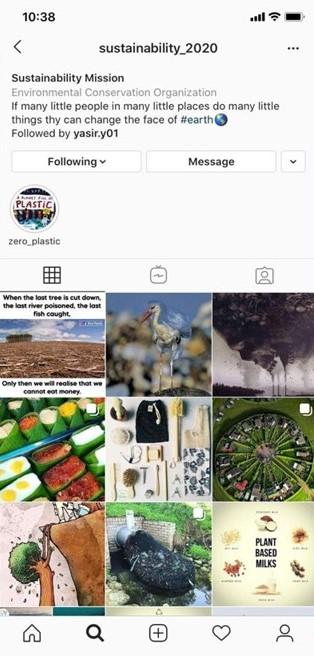 10:38
sustainability_2020
Sustainability Mission
Environmental Conservation Organization
If many little people in many little places do many little
things thy can change the face of #earth🌎
Followed by yasir.y01
Following
Message
PLASTIC
zero_plastic
When the last tree is cut down,
the last river poisoned, the last
fish caught,
Only then we will realise that we
cannot eat money.
PLANT
BASED
MILKS